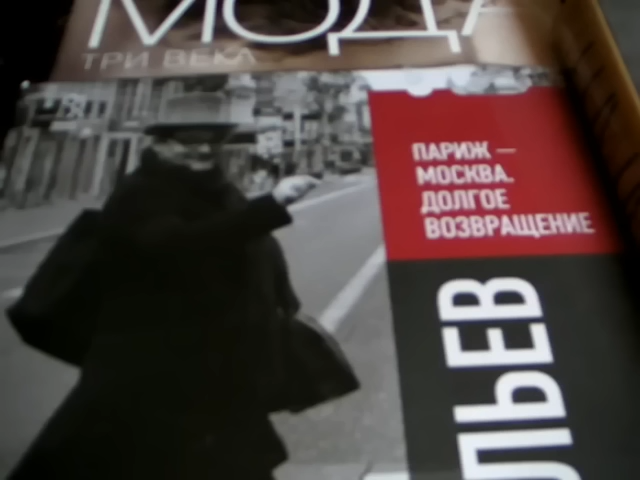 МОДА
ТРИ ВЕКА
ПАРИЖ —
МОСКВА.
ДОЛГОЕ
ВОЗВРАЩЕНИЕ
ЛЬЕВ